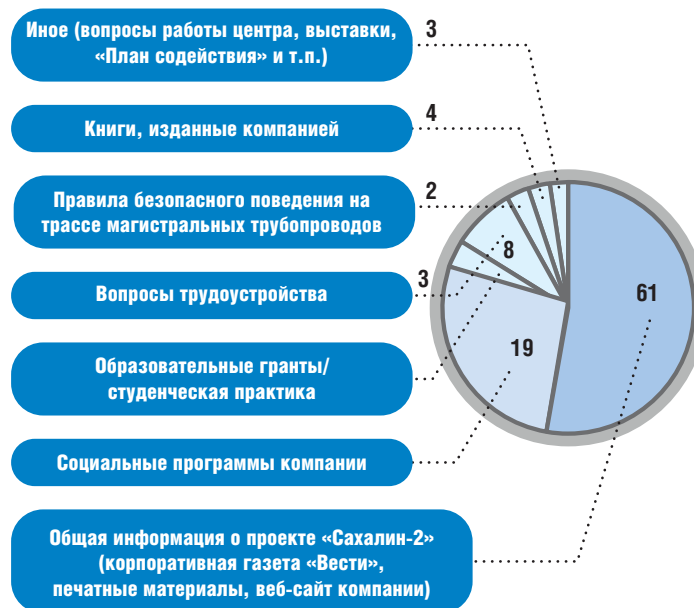 Иное (вопросы работы центра, выставки,
«План содействия» и т.п.)
3
Книги, изданные компанией
4
Правила безопасного поведения на
трассе магистральных трубопроводов
2
Вопросы трудоустройства
3
8
Образовательные гранты/
студенческая практика
61
19
Социальные программы компании
Общая информация о проекте «Сахалин-2»
(корпоративная газета «Вести»,
печатные материалы, веб-сайт компании)